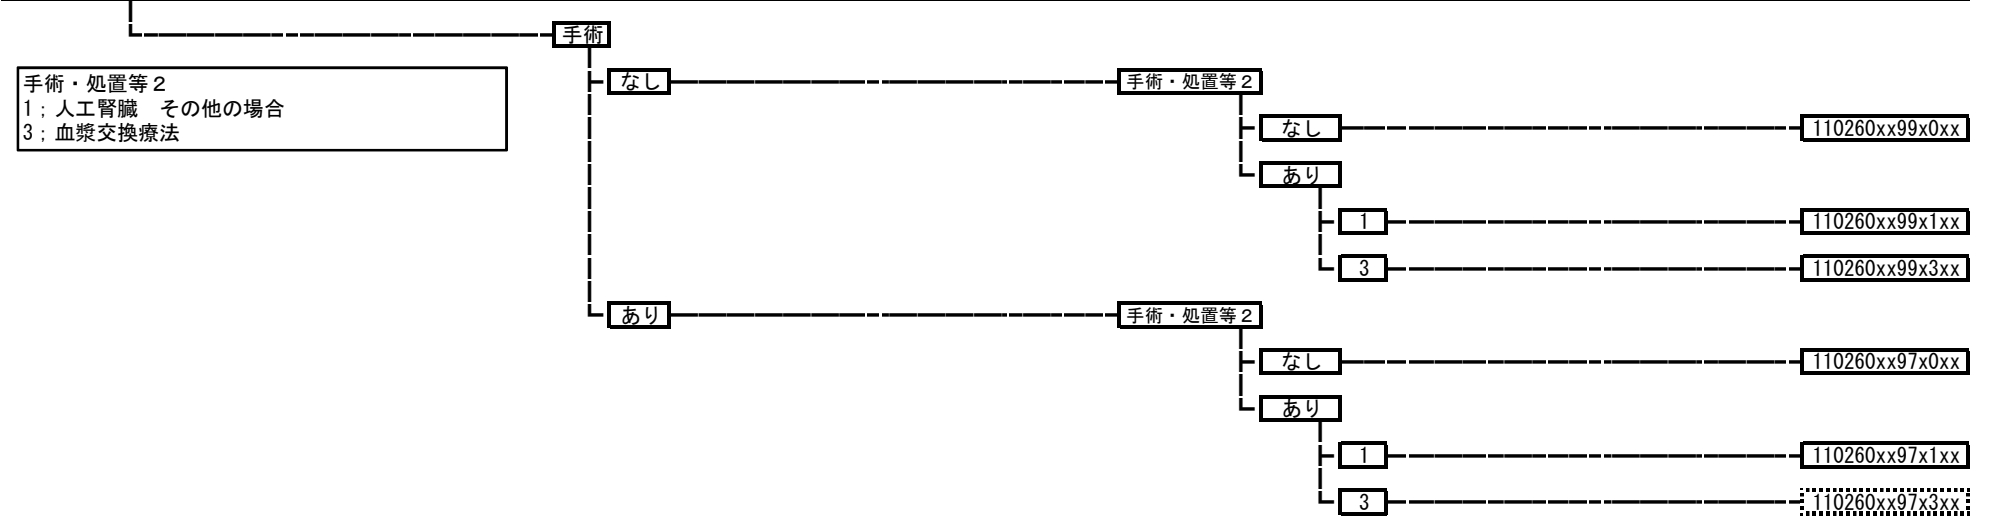 手術
手術・処置等２
1；人工腎臓　その他の場合
3；血漿交換療法
なし
手術・処置等２
なし
110260xx99x0xx
あり
1
110260xx99x1xx
3
110260xx99x3xx
あり
手術・処置等２
なし
110260xx97x0xx
あり
1
110260xx97x1xx
3
110260xx97x3xx